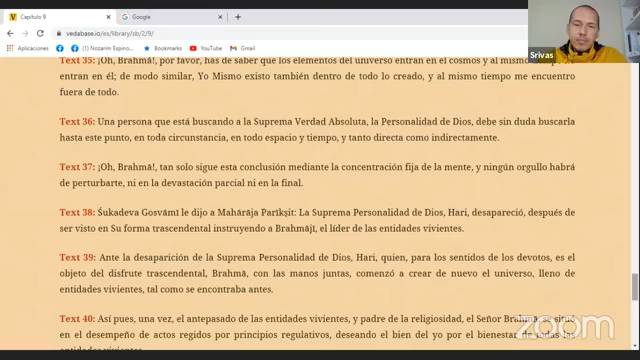 Capítulo 9
Google
vedabase.io/es/library/sb/2/9/
Aplicaciones
(1) Nozarim Espino...
Bookmarks
YouTube
Maps
Gmail
Srivas
Text 35: ¡Oh, Brahmā!, por favor, has de saber que los elementos del universo entran en el cosmos y al mismo
entran en él; de modo similar, Yo Mismo existo también dentro de todo lo creado, y al mismo tiempo me encuentro
fuera de todo.
Text 36: Una persona que está buscando a la Suprema Verdad Absoluta, la Personalidad de Dios, debe sin duda buscarla
hasta este punto, en toda circunstancia, en todo espacio y tiempo, y tanto directa como indirectamente.
Text 37: ¡Oh, Brahmā!, tan solo sigue esta conclusión mediante la concentración fija de la mente, y ningún orgullo habrá
de perturbarte, ni en la devastación parcial ni en la final.
Text 38: Śukadeva Gosvāmī le dijo a Mahārāja Parīkṣit: La Suprema Personalidad de Dios, Hari, desapareció, después de
ser visto en Su forma trascendental instruyendo a Brahmājī, el líder de las entidades vivientes.
Text 39: Ante la desaparición de la Suprema Personalidad de Dios, Hari, quien, para los sentidos de los devotos, es el
objeto del disfrute trascendental, Brahmā, con las manos juntas, comenzó a crear de nuevo el universo, lleno de
entidades vivientes, tal como se encontraba antes.
Text 40: Así pues, una vez, el antepasado de las entidades vivientes, y padre de la religiosidad, el Señor Brahmā, se situó
en el desempeño de actos regidos por principios regulativos, deseando el bien del yo por el bienestar de todas las
entidades vivientes.
zoom